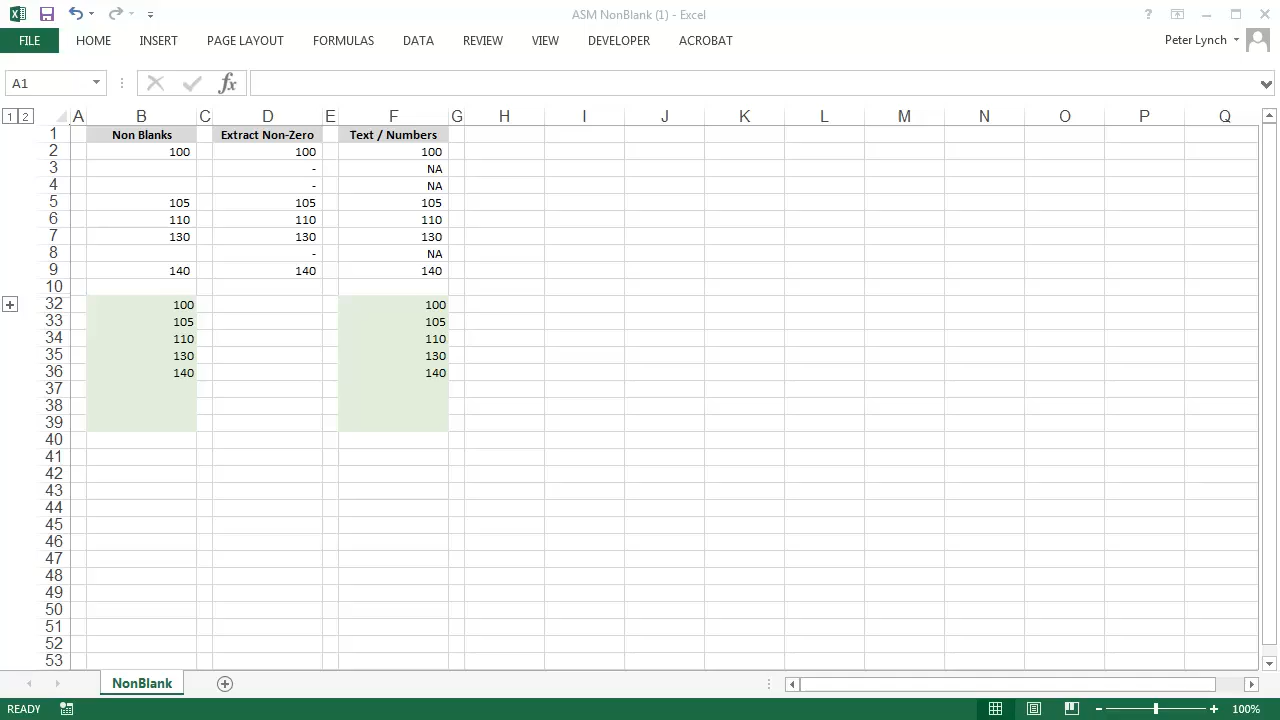 ASM NonBlank (1) - Excel
FILE HOME INSERT PAGE LAYOUT FORMULAS DATA REVIEW VIEW DEVELOPER ACROBAT Peter Lynch
A1 fx
1 2 A B C D E F G H I J K L M N O P Q
1 Non Blanks Extract Non-Zero Text / Numbers
2 100 100 100
3 - NA
4 - NA
5 105 105 105
6 110 110 110
7 130 130 130
8 - NA
9 140 140 140
10
32 100 100
33 105 105
34 110 110
35 130 130
36 140 140
37
38
39
40
41
42
43
44
45
46
47
48
49
50
51
52
53
NonBlank
READY 100%